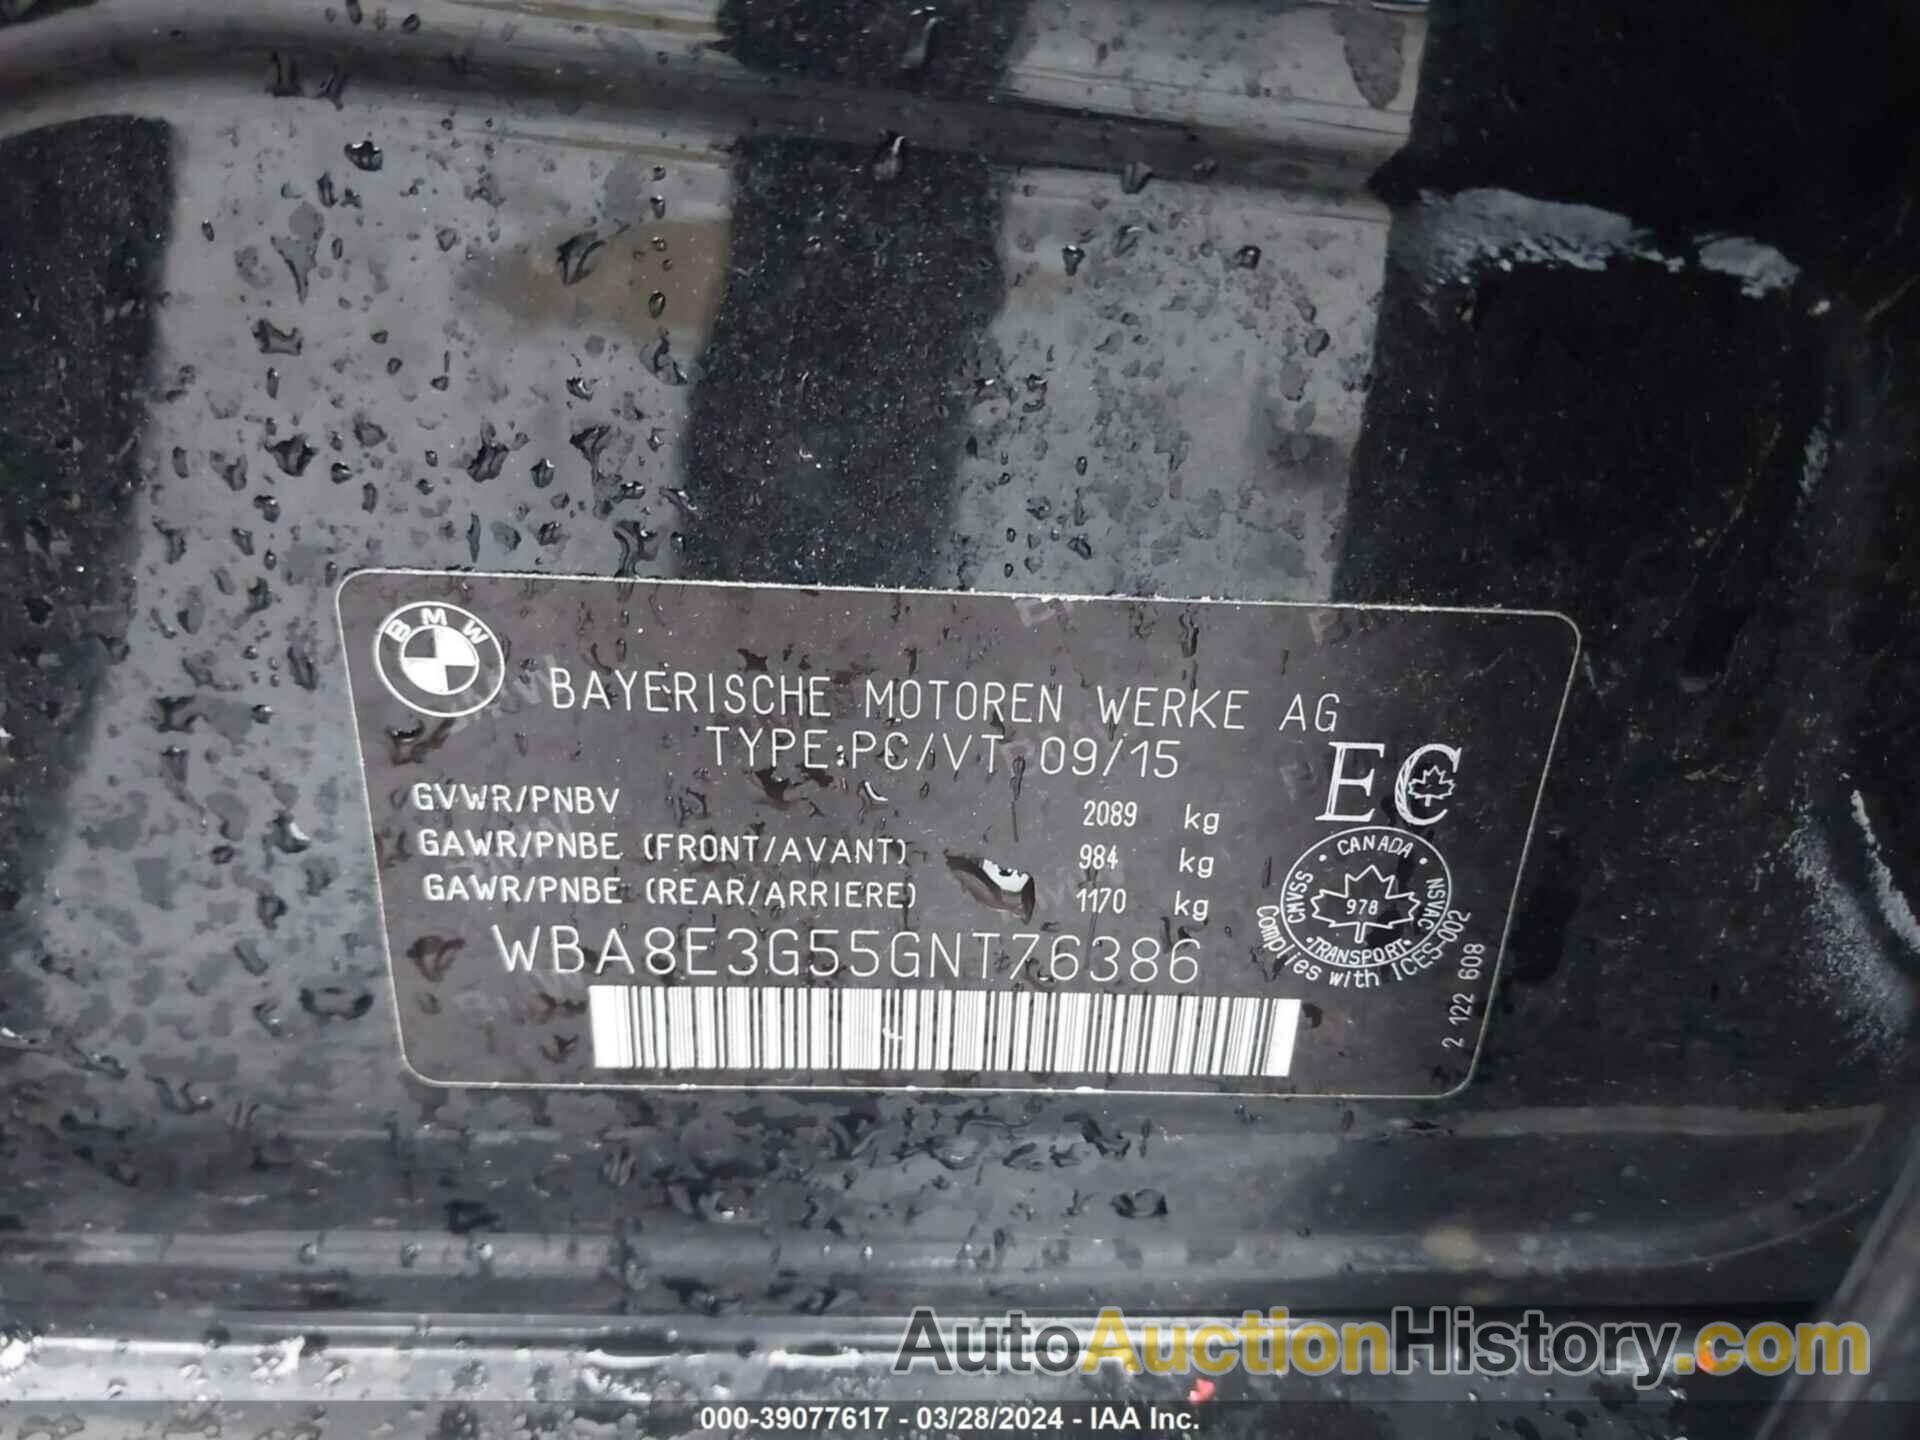 BMW
BAYERISCHE MOTOREN WERKE AG
TYPE:PC/VT 09/15
GVWR/PNBV 2089 kg
GAWR/PNBE (FRONT/AVANT) 984 kg
GAWR/PNBE (REAR/ARRIERE) 1170 kg
WBA8E3G55GNT76386
EC
CANADA
CMVSS 978 NSVAC
TRANSPORT
Complies with ICES-002
2 122 608
AutoAuctionHistory.com
000-39077617 - 03/28/2024 - IAA Inc.